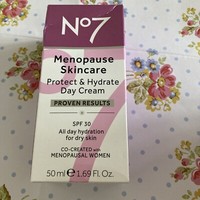 No7
Menopause
Skincare
Protect & Hydrate
Day Cream
PROVEN RESULTS
SPF 30
All day hydration
for dry skin
CO-CREATED with
MENOPAUSAL WOMEN
50ml ℮ 1.69 Fl. Oz.